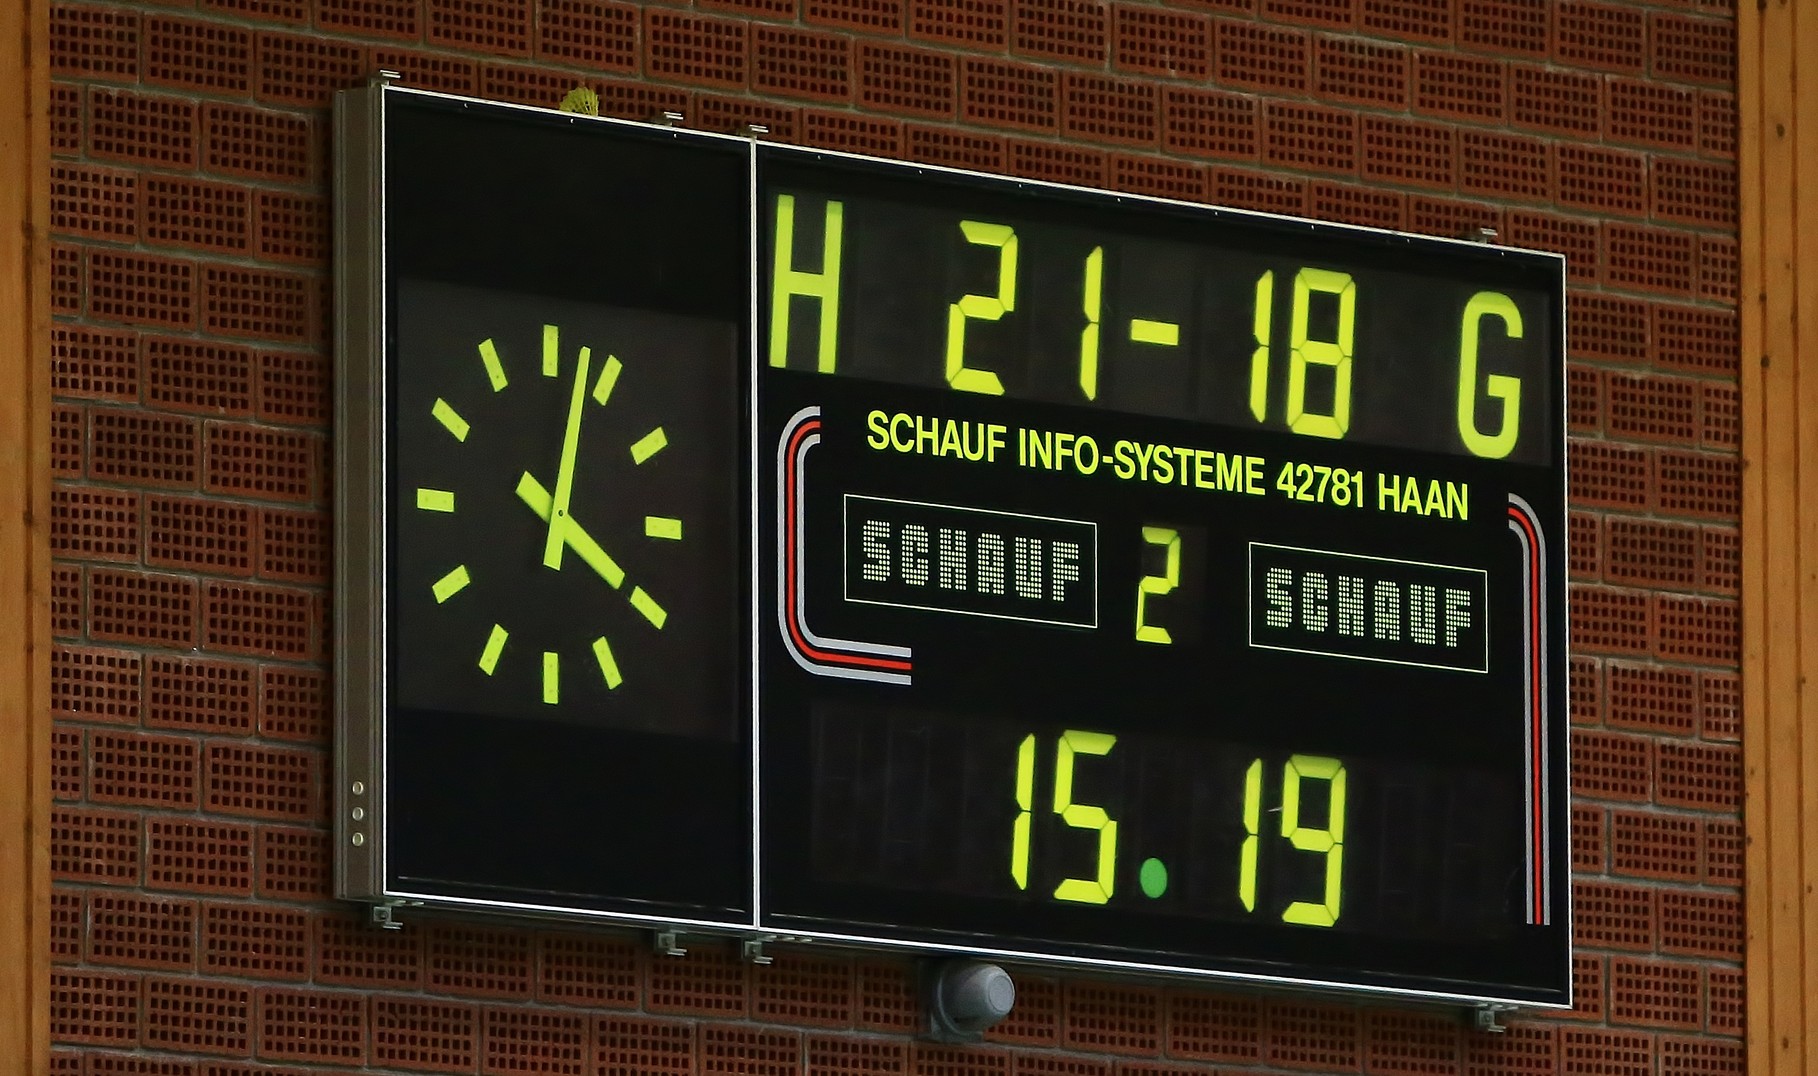 H 21-18 G
SCHAUF INFO-SYSTEME 42781 HAAN
SCHAUF 2 SCHAUF
15.19